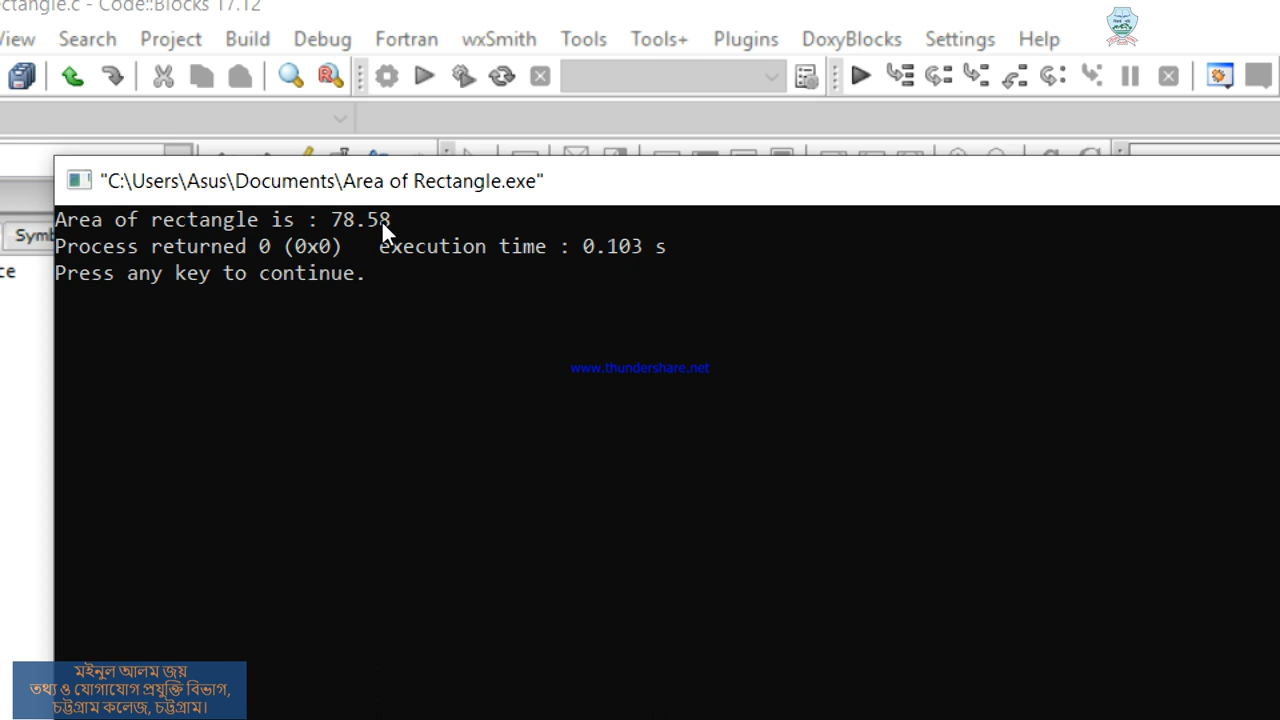 ctangle.c - Code::Blocks 17.12
View Search Project Build Debug Fortran wxSmith Tools Tools+ Plugins DoxyBlocks Settings Help
"C:\Users\Asus\Documents\Area of Rectangle.exe"
Area of rectangle is : 78.58
Symb
Process returned 0 (0x0)   execution time : 0.103 s
ce
Press any key to continue.
www.thundershare.net
মইনুল আলম জয়
তথ্য ও যোগাযোগ প্রযুক্তি বিভাগ,
চট্টগ্রাম কলেজ, চট্টগ্রাম।